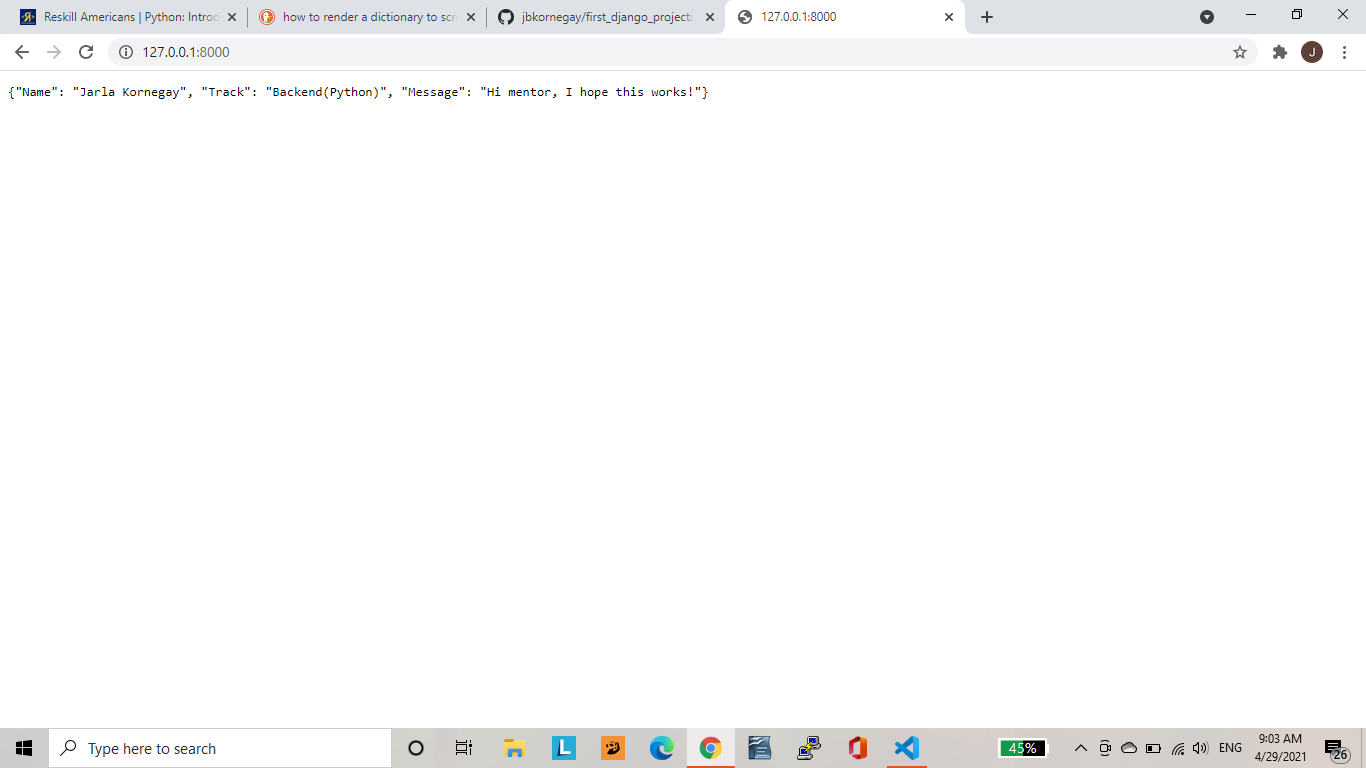 Reskill Americans | Python: Introd
how to render a dictionary to scr
jbkornegay/first_django_project:
127.0.0.1:8000
127.0.0.1:8000
J
{"Name": "Jarla Kornegay", "Track": "Backend(Python)", "Message": "Hi mentor, I hope this works!"}
Type here to search
L
45%
ENG
9:03 AM
4/29/2021
26